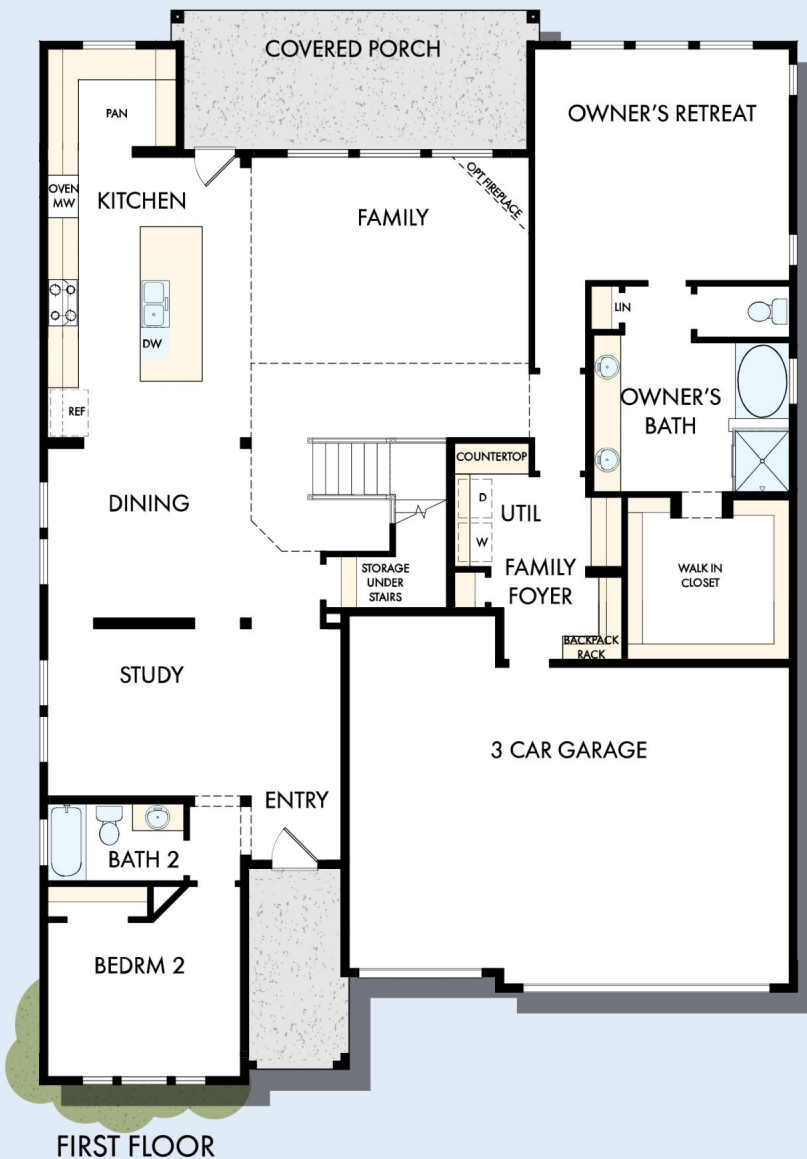 COVERED PORCH
PAN
OWNER'S RETREAT
OVEN
MW
KITCHEN
FAMILY
OPT FIREPLACE
LIN
DW
REF
OWNER'S
BATH
DINING
COUNTERTOP
D
UTIL
W
STORAGE
UNDER
STAIRS
FAMILY
FOYER
WALK IN
CLOSET
BACKPACK
RACK
STUDY
3 CAR GARAGE
ENTRY
BATH 2
BEDRM 2
FIRST FLOOR